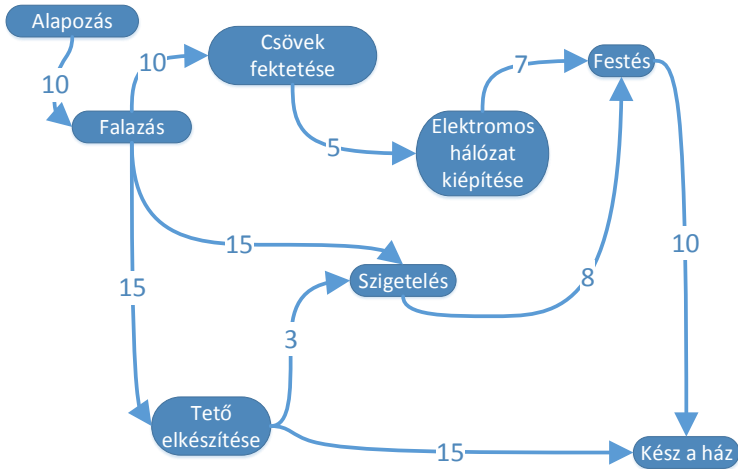 Alapozás
10
Falazás
10
Csövek
fektetése
5
Elektromos
hálózat
kiépítése
7
Festés
15
Szigetelés
8
10
15
3
Tető
elkészítése
15
Kész a ház